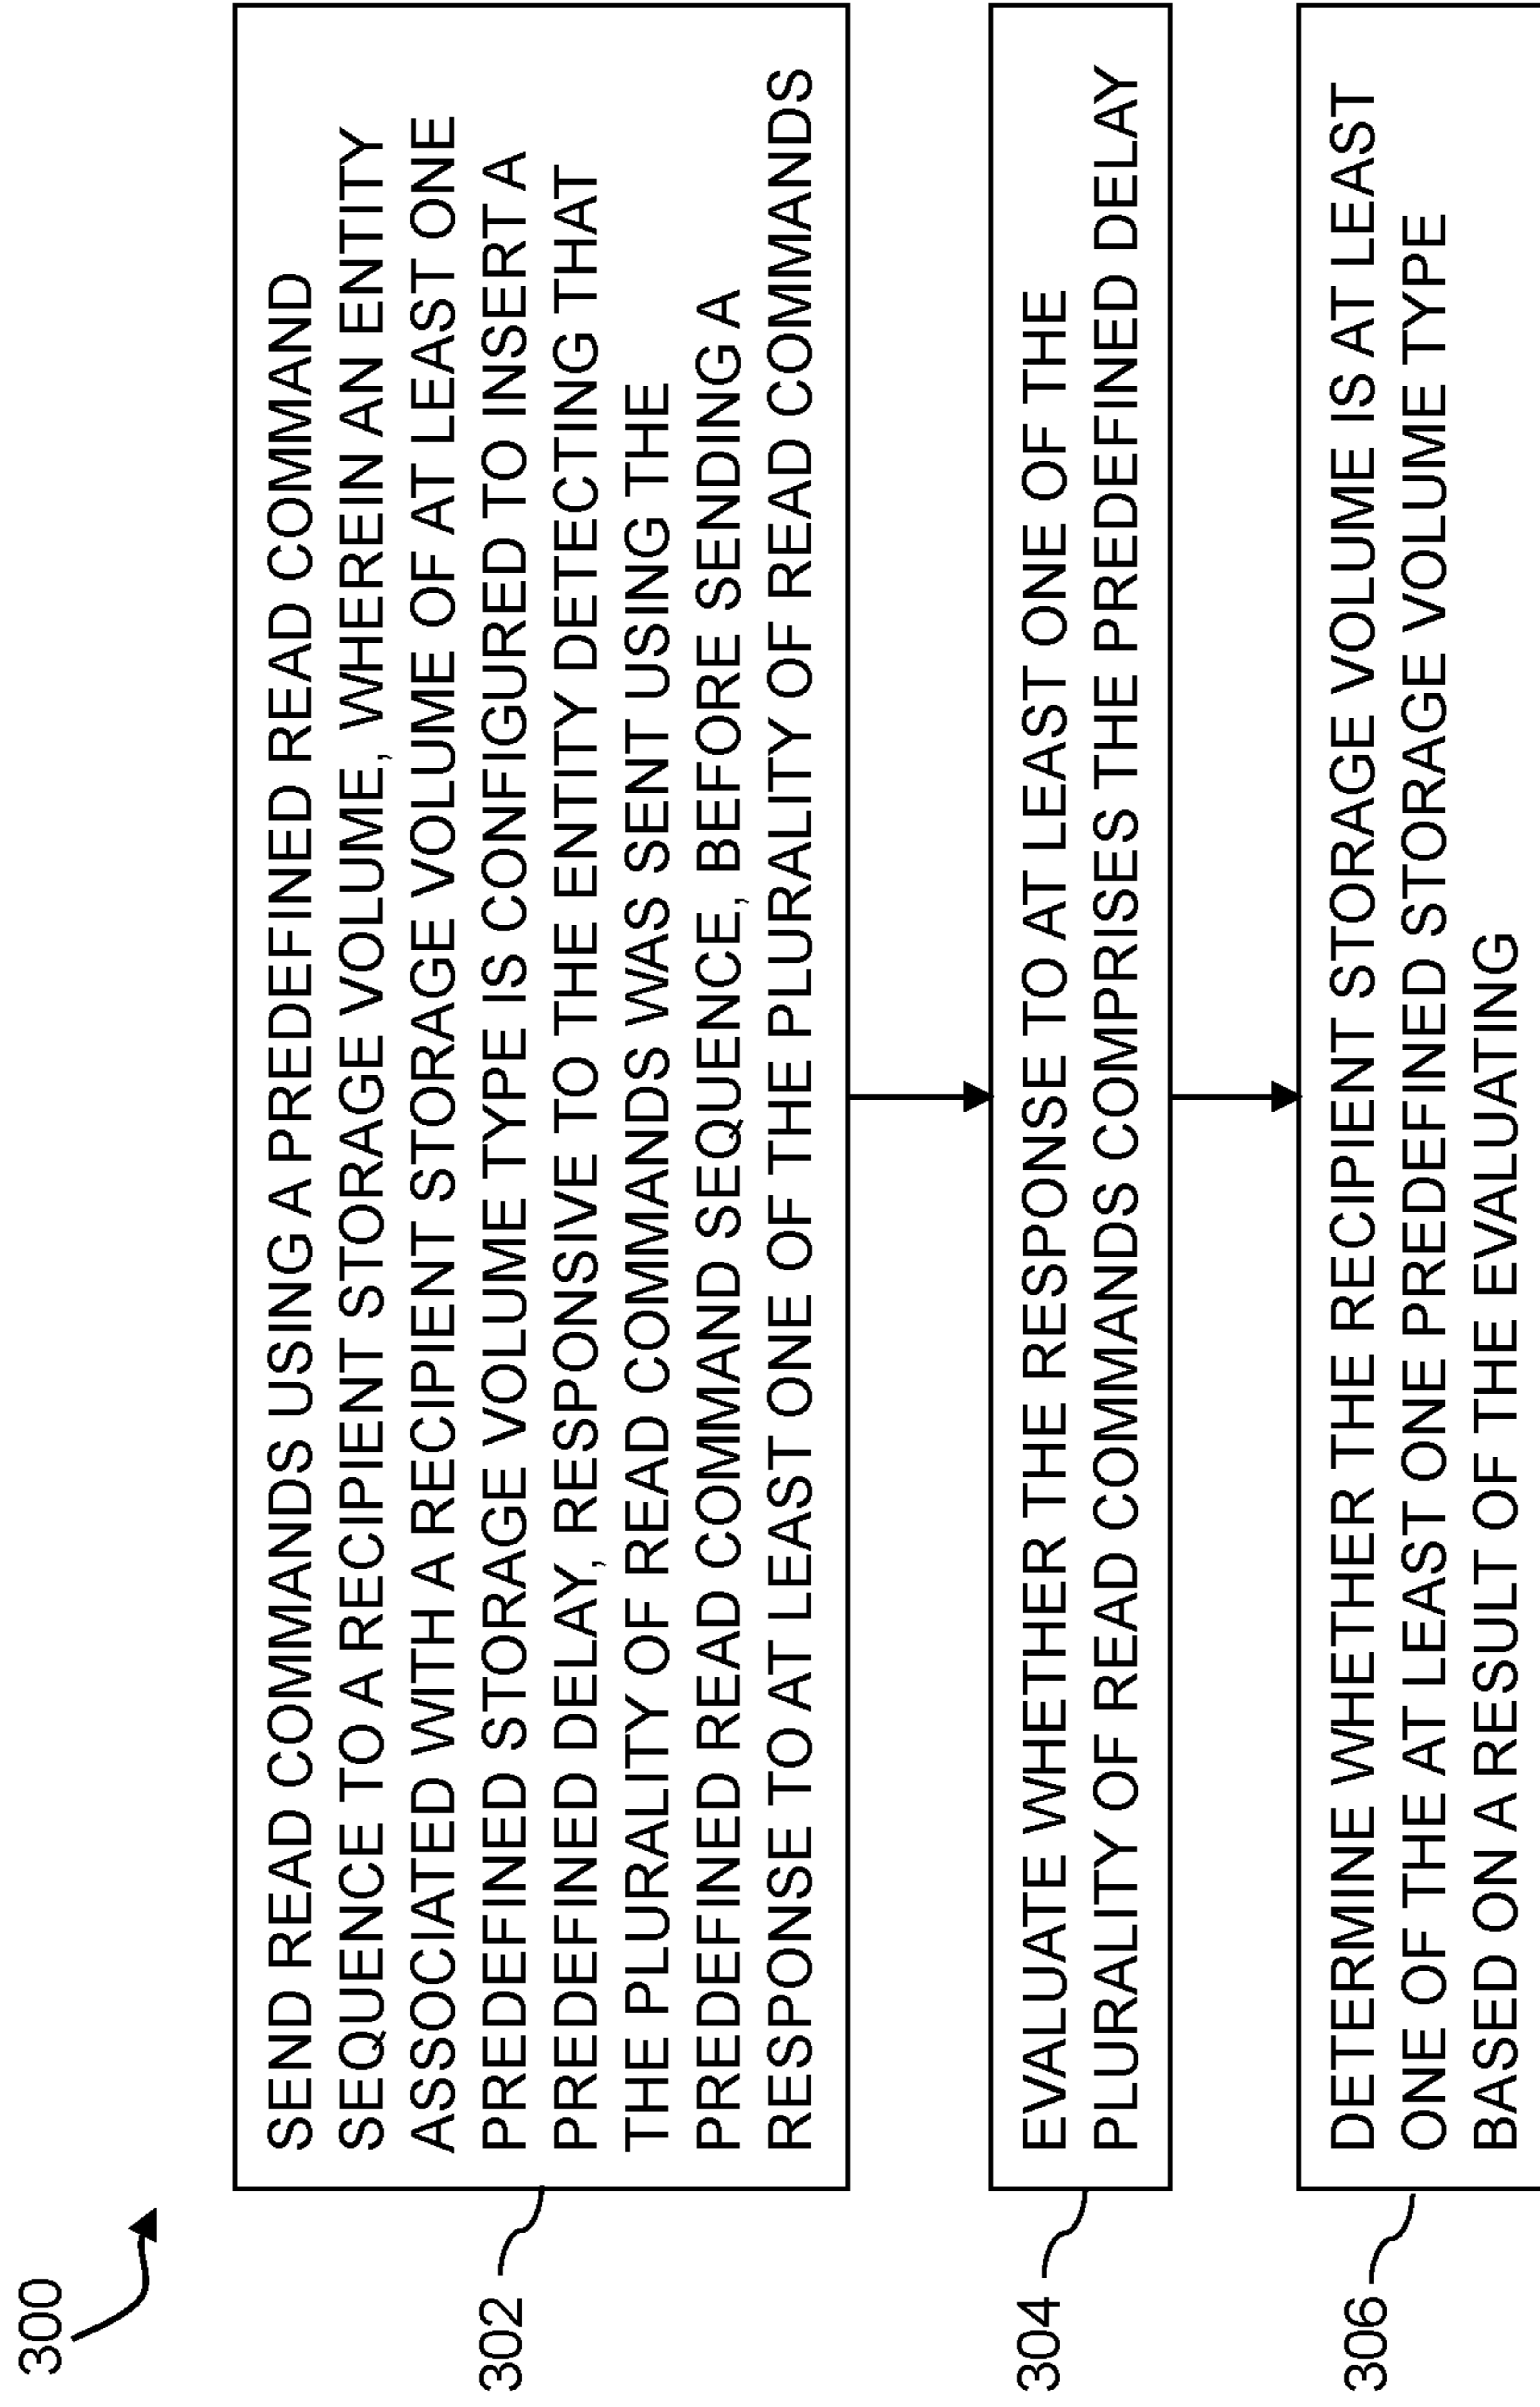 300
302
SEND READ COMMANDS USING A PREDEFINED READ COMMAND
SEQUENCE TO A RECIPIENT STORAGE VOLUME, WHEREIN AN ENTITY
ASSOCIATED WITH A RECIPIENT STORAGE VOLUME OF AT LEAST ONE
PREDEFINED STORAGE VOLUME TYPE IS CONFIGURED TO INSERT A
PREDEFINED DELAY, RESPONSIVE TO THE ENTITY DETECTING THAT
THE PLURALITY OF READ COMMANDS WAS SENT USING THE
PREDEFINED READ COMMAND SEQUENCE, BEFORE SENDING A
RESPONSE TO AT LEAST ONE OF THE PLURALITY OF READ COMMANDS
304
EVALUATE WHETHER THE RESPONSE TO AT LEAST ONE OF THE
PLURALITY OF READ COMMANDS COMPRISES THE PREDEFINED DELAY
306
DETERMINE WHETHER THE RECIPIENT STORAGE VOLUME IS AT LEAST
ONE OF THE AT LEAST ONE PREDEFINED STORAGE VOLUME TYPE
BASED ON A RESULT OF THE EVALUATING